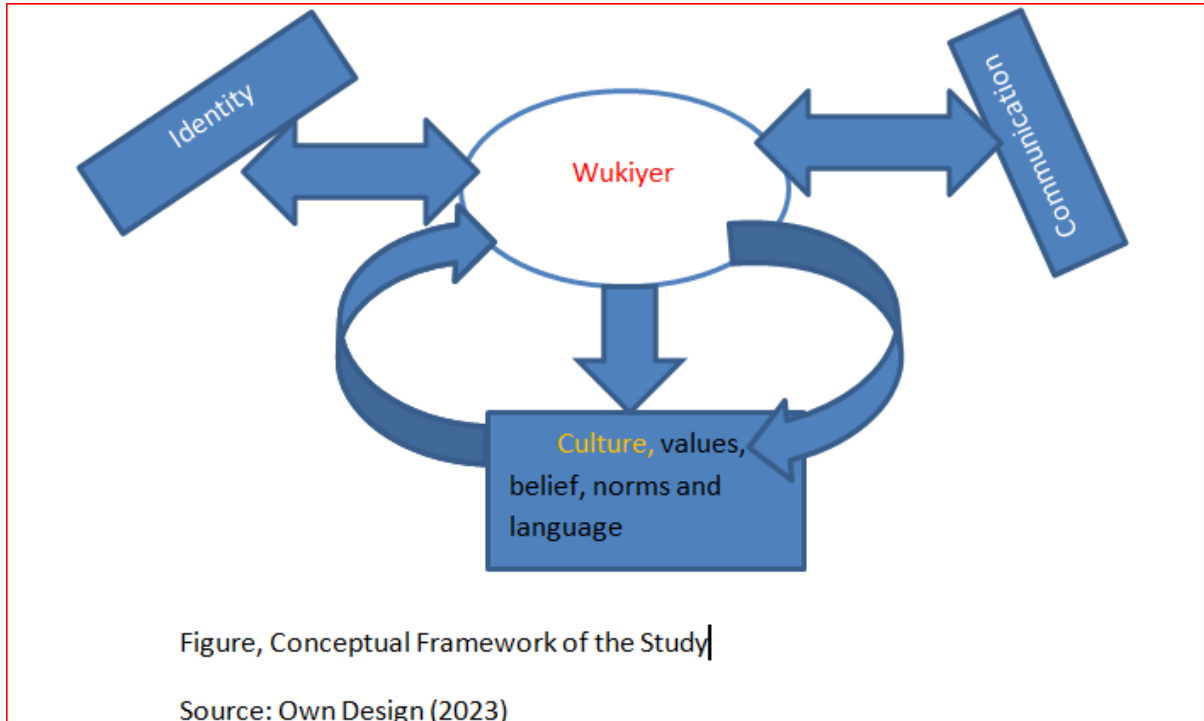 Identity
Communication
Wukiyer
Culture, values,
belief, norms and
language
Figure, Conceptual Framework of the Study
Source: Own Design (2023)